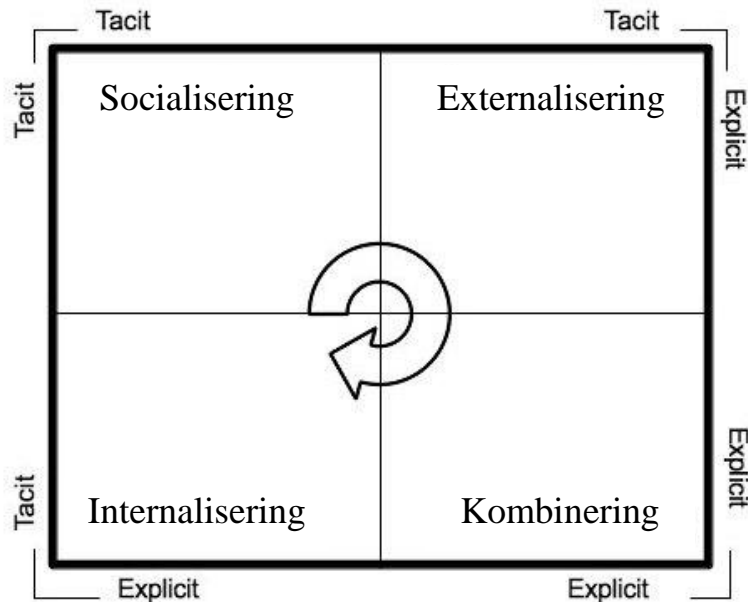 Tacit
Tacit
Tacit
Explicit
Socialisering
Externalisering
Internalisering
Kombinering
Tacit
Explicit
Explicit
Explicit